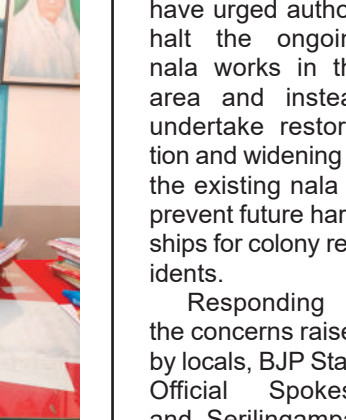 have urged autho
halt the ongoin
nala works in th
area and instea
undertake restor
tion and widening
the existing nala
prevent future har
ships for colony re
idents.
Responding
the concerns raise
by locals, BJP Sta
Official Spokes
and Serilingampa